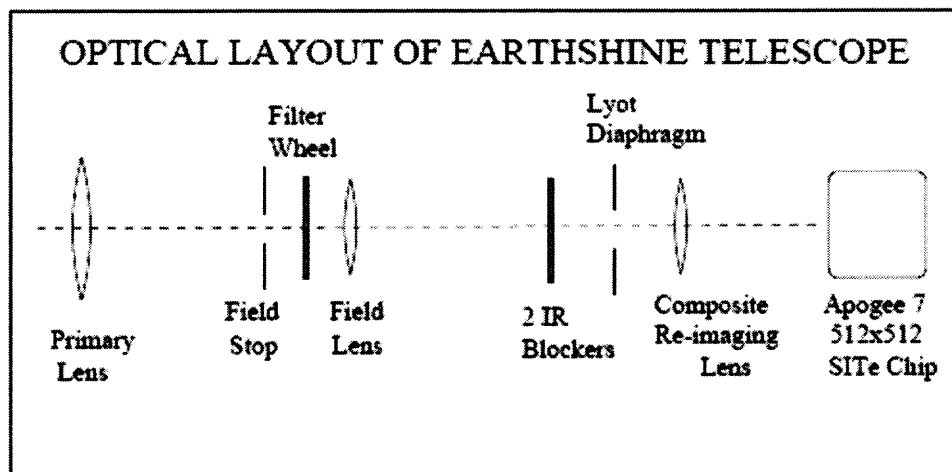 OPTICAL LAYOUT OF EARTHSHINE TELESCOPE
Filter
Wheel
Lyot
Diaphragm
Primary
Lens
Field
Stop
Field
Lens
2 IR
Blockers
Composite
Re-imaging
Lens
Apogee 7
512x512
SITe Chip